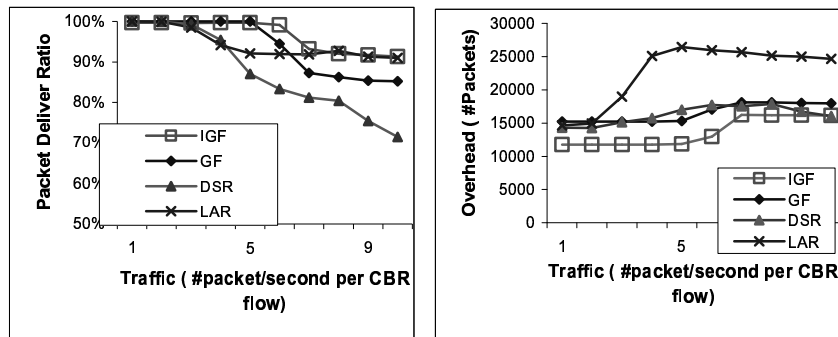 Packet Deliver Ratio
100%
90%
80%
70%
60%
50%
IGF
GF
DSR
LAR
1
5
9
Traffic ( #packet/second per CBR
flow)
Overhead ( #Packets)
30000
25000
20000
15000
10000
5000
0
IGF
GF
DSR
LAR
1
5
Traffic ( #packet/second per CBR
flow)